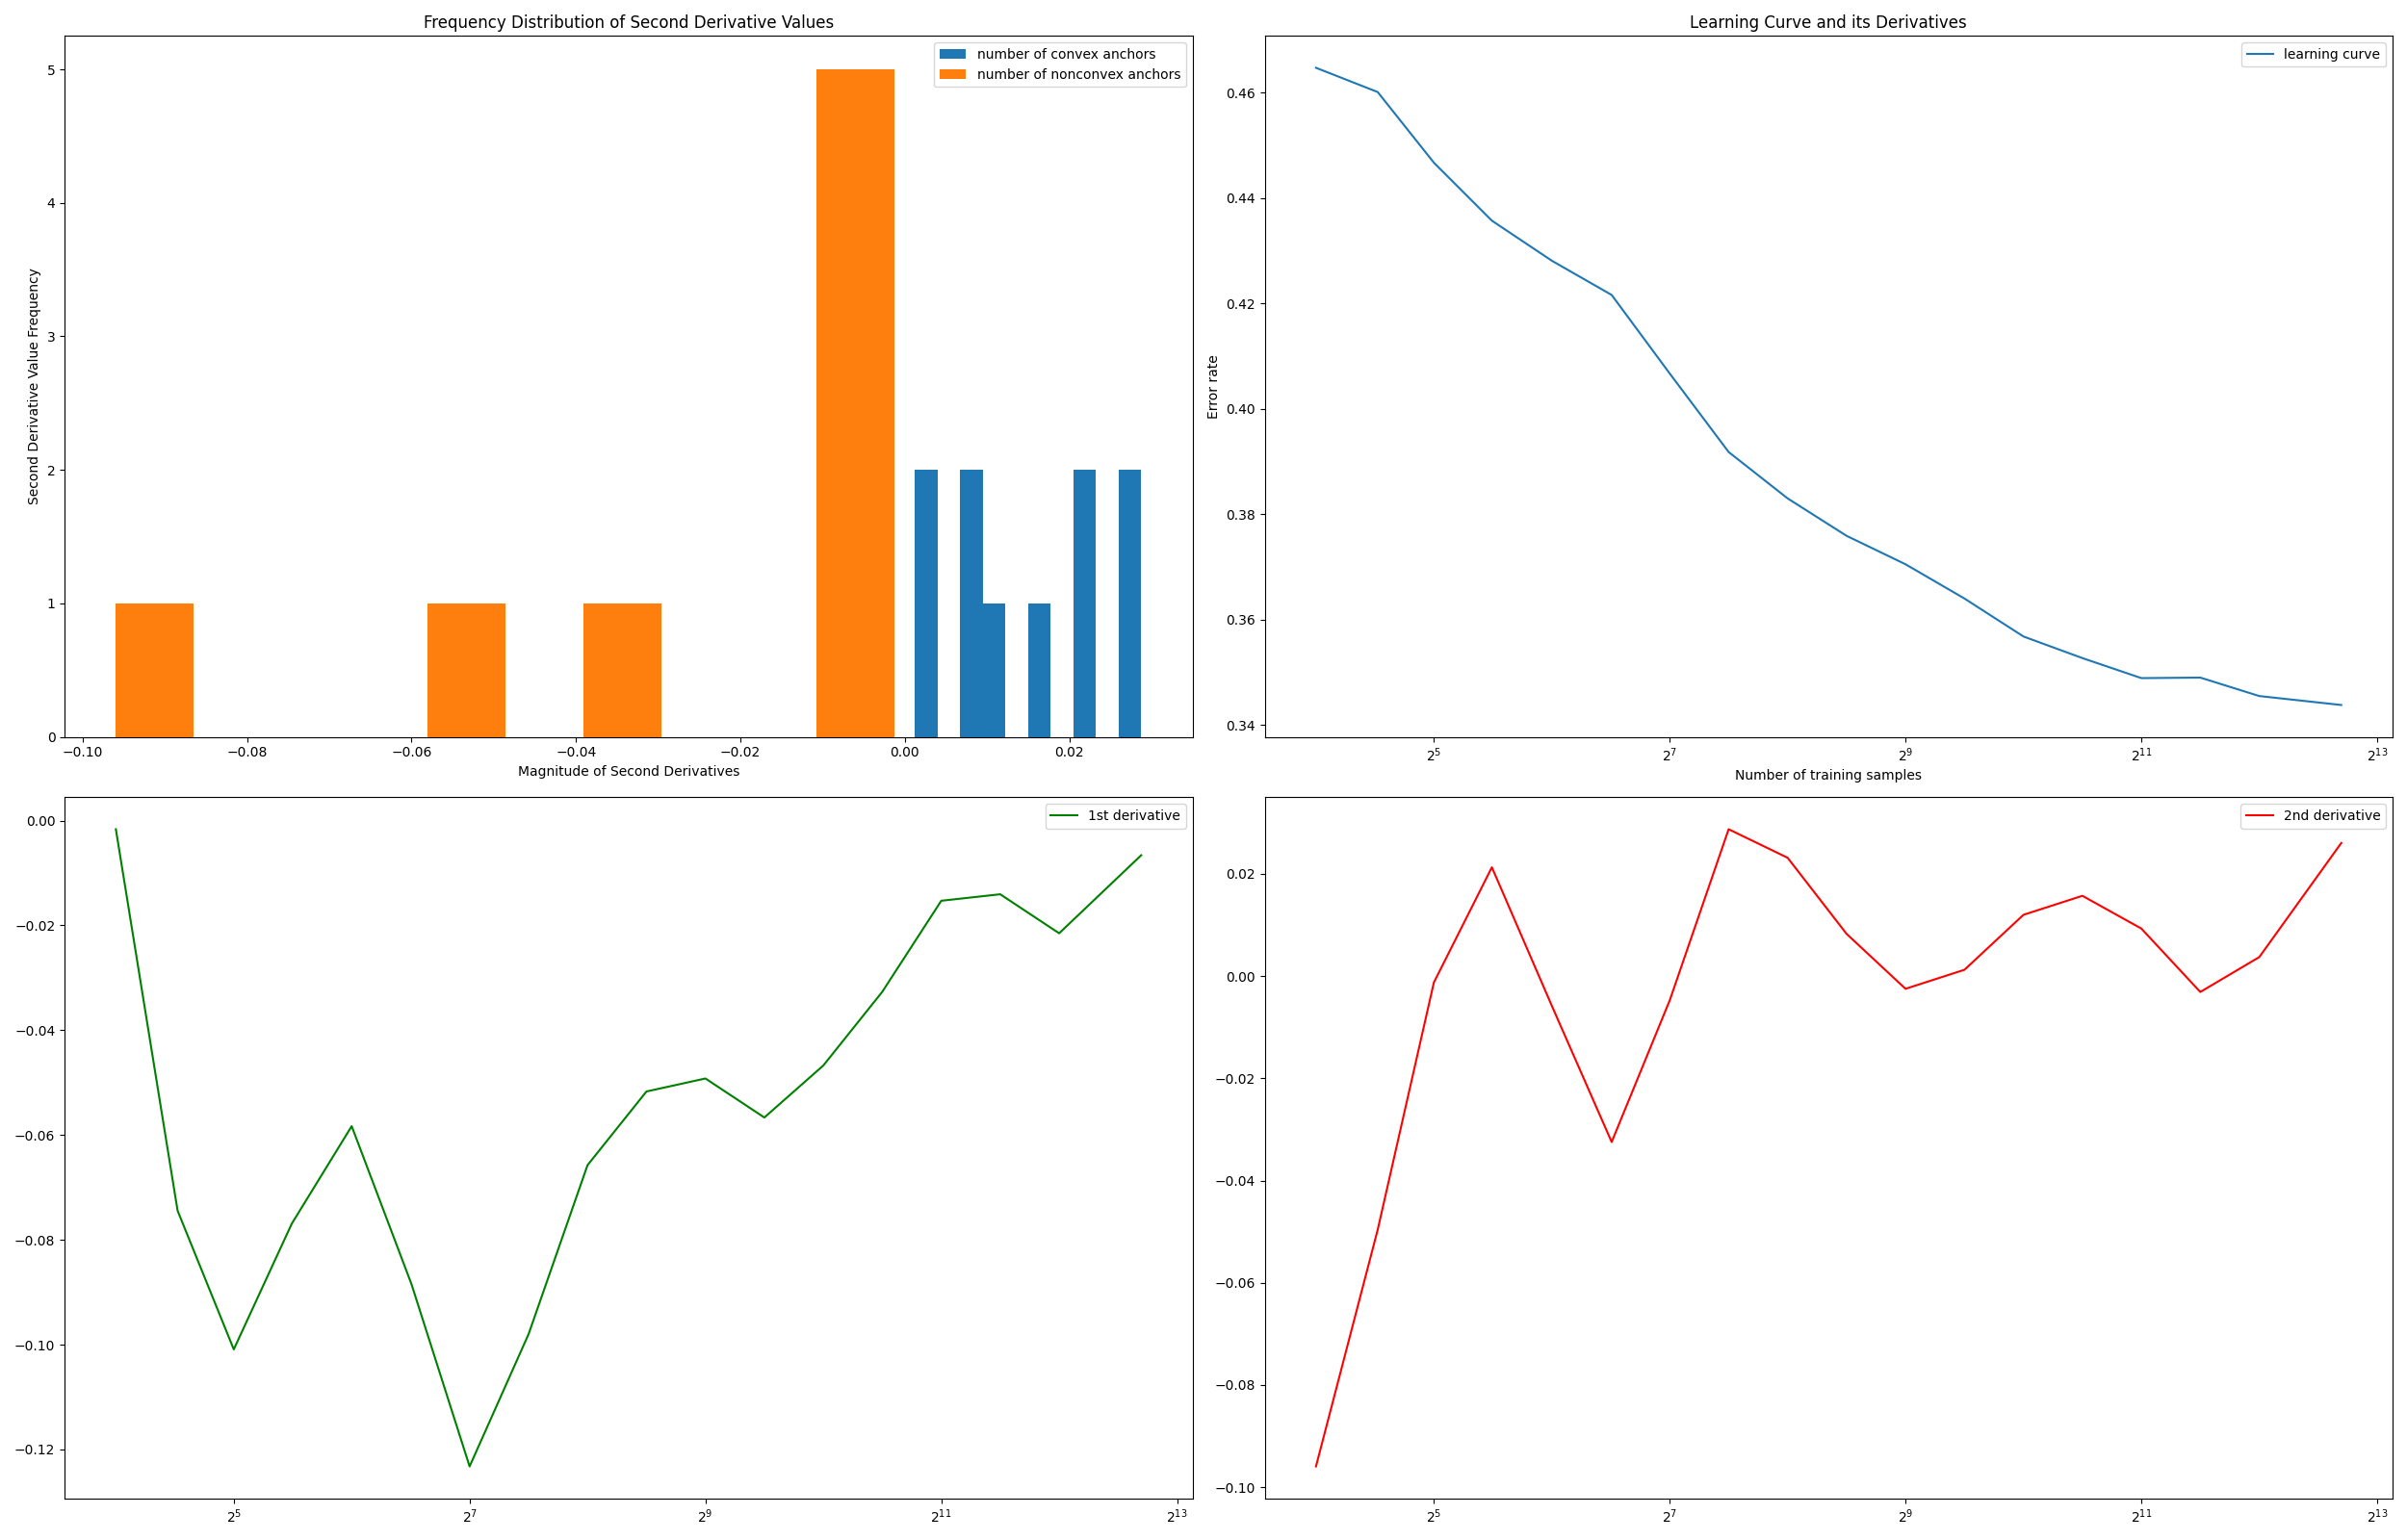 Frequency Distribution of Second Derivative Values
number of convex anchors
number of nonconvex anchors
Second Derivative Value Frequency
5
4
3
2
1
0
−0.10 −0.08 −0.06 −0.04 −0.02 0.00 0.02
Magnitude of Second Derivatives
Learning Curve and its Derivatives
learning curve
Error rate
0.46
0.44
0.42
0.40
0.38
0.36
0.34
2⁵ 2⁷ 2⁹ 2¹¹ 2¹³
Number of training samples
1st derivative
0.00
−0.02
−0.04
−0.06
−0.08
−0.10
−0.12
2⁵ 2⁷ 2⁹ 2¹¹ 2¹³
2nd derivative
0.02
0.00
−0.02
−0.04
−0.06
−0.08
−0.10
2⁵ 2⁷ 2⁹ 2¹¹ 2¹³